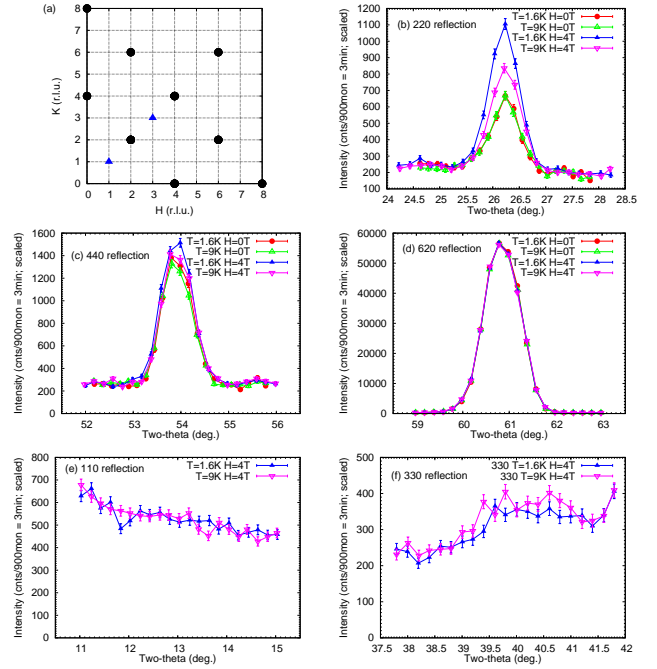 (a)
8
7
6
5
4
3
2
1
0
K (r.l.u.)
0 1 2 3 4 5 6 7 8
H (r.l.u.)
(b) 220 reflection
T=1.6K H=0T
T=9K H=0T
T=1.6K H=4T
T=9K H=4T
1200
1100
1000
900
800
700
600
500
400
300
200
100
Intensity (cnts/900mon = 3min; scaled)
24 24.5 25 25.5 26 26.5 27 27.5 28 28.5
Two-theta (deg.)
(c) 440 reflection
T=1.6K H=0T
T=9K H=0T
T=1.6K H=4T
T=9K H=4T
1600
1400
1200
1000
800
600
400
200
0
Intensity (cnts/900mon = 3min; scaled)
52 53 54 55 56
Two-theta (deg.)
(d) 620 reflection
T=1.6K H=0T
T=9K H=0T
T=1.6K H=4T
T=9K H=4T
60000
50000
40000
30000
20000
10000
0
Intensity (cnts/900mon = 3min; scaled)
59 60 61 62 63
Two-theta (deg.)
(e) 110 reflection
T=1.6K H=4T
T=9K H=4T
800
700
600
500
400
300
200
100
0
Intensity (cnts/900mon = 3min; scaled)
11 12 13 14 15
Two-theta (deg.)
(f) 330 reflection
330 T=1.6K H=4T
330 T=9K H=4T
500
400
300
200
100
0
Intensity (cnts/900mon = 3min; scaled)
37.5 38 38.5 39 39.5 40 40.5 41 41.5 42
Two-theta (deg.)